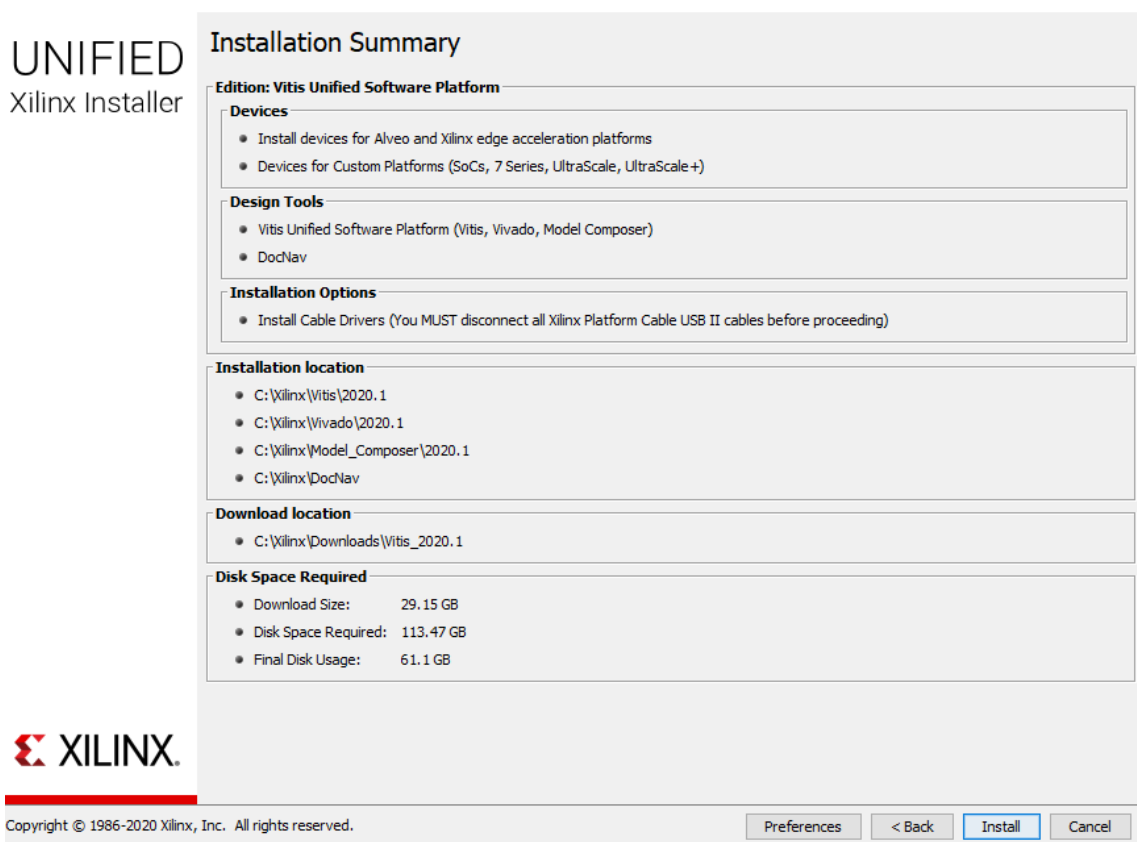 UNIFIED
Xilinx Installer
Installation Summary
Edition: Vitis Unified Software Platform
Devices
Install devices for Alveo and Xilinx edge acceleration platforms
Devices for Custom Platforms (SoCs, 7 Series, UltraScale, UltraScale+)
Design Tools
Vitis Unified Software Platform (Vitis, Vivado, Model Composer)
DocNav
Installation Options
Install Cable Drivers (You MUST disconnect all Xilinx Platform Cable USB II cables before proceeding)
Installation location
C:\Xilinx\Vitis\2020.1
C:\Xilinx\Vivado\2020.1
C:\Xilinx\Model_Composer\2020.1
C:\Xilinx\DocNav
Download location
C:\Xilinx\Downloads\Vitis_2020.1
Disk Space Required
Download Size: 29.15 GB
Disk Space Required: 113.47 GB
Final Disk Usage: 61.1 GB
XILINX.
Copyright © 1986-2020 Xilinx, Inc. All rights reserved.
Preferences < Back Install Cancel